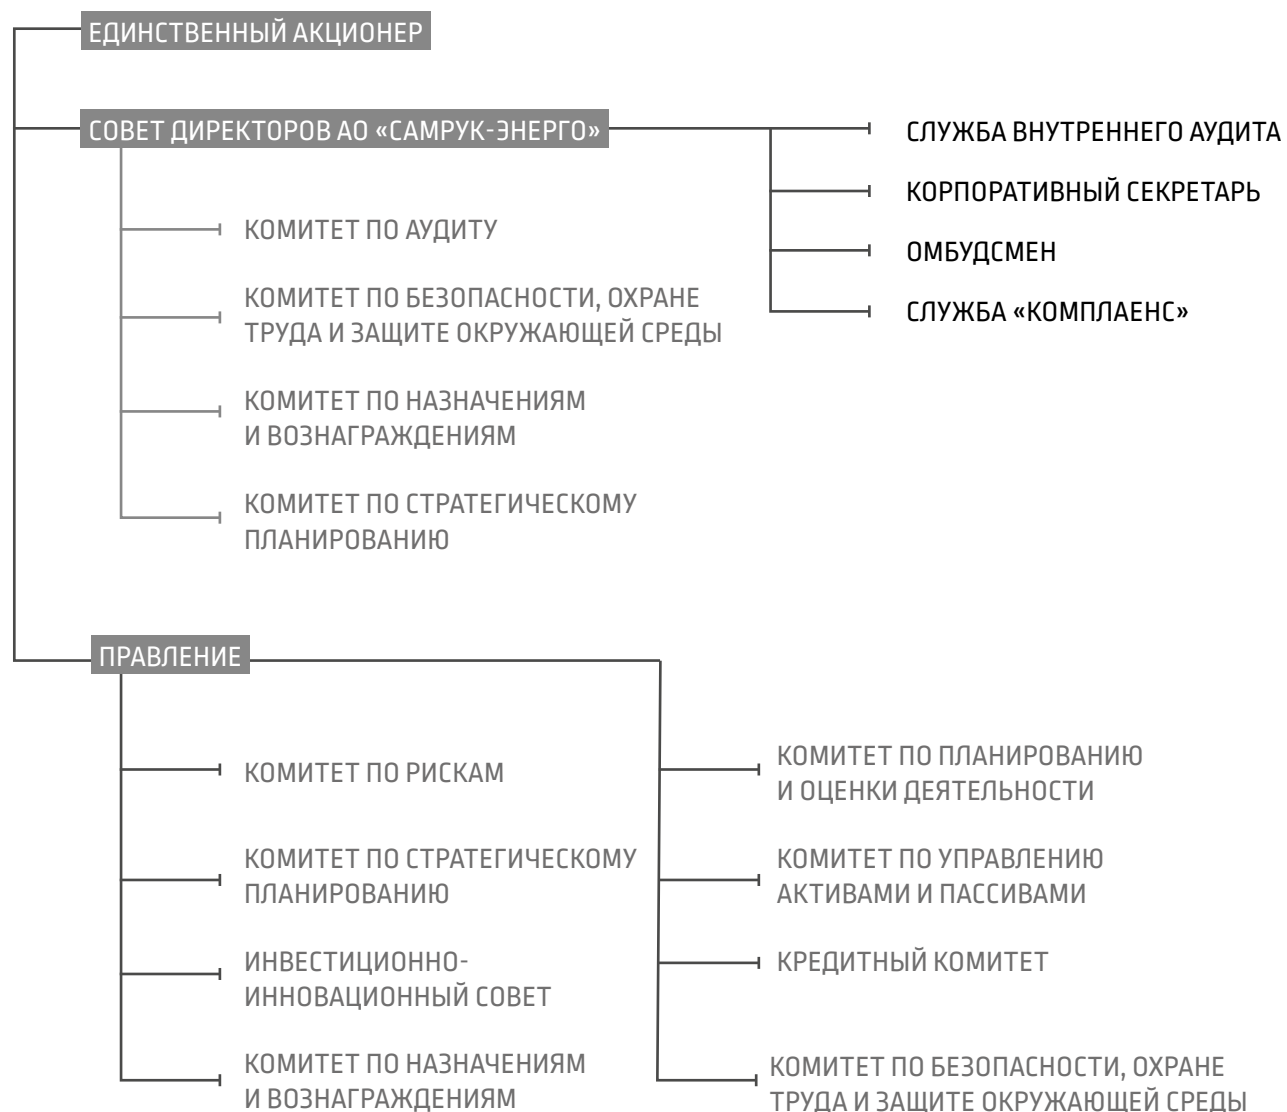 ЕДИНСТВЕННЫЙ АКЦИОНЕР
СОВЕТ ДИРЕКТОРОВ АО «САМРУК-ЭНЕРГО»
СЛУЖБА ВНУТРЕННЕГО АУДИТА
КОРПОРАТИВНЫЙ СЕКРЕТАРЬ
ОМБУДСМЕН
СЛУЖБА «КОМПЛАЕНС»
КОМИТЕТ ПО АУДИТУ
КОМИТЕТ ПО БЕЗОПАСНОСТИ, ОХРАНЕ
ТРУДА И ЗАЩИТЕ ОКРУЖАЮЩЕЙ СРЕДЫ
КОМИТЕТ ПО НАЗНАЧЕНИЯМ
И ВОЗНАГРАЖДЕНИЯМ
КОМИТЕТ ПО СТРАТЕГИЧЕСКОМУ
ПЛАНИРОВАНИЮ
ПРАВЛЕНИЕ
КОМИТЕТ ПО РИСКАМ
КОМИТЕТ ПО СТРАТЕГИЧЕСКОМУ
ПЛАНИРОВАНИЮ
ИНВЕСТИЦИОННО-
ИННОВАЦИОННЫЙ СОВЕТ
КОМИТЕТ ПО НАЗНАЧЕНИЯМ
И ВОЗНАГРАЖДЕНИЯМ
КОМИТЕТ ПО ПЛАНИРОВАНИЮ
И ОЦЕНКИ ДЕЯТЕЛЬНОСТИ
КОМИТЕТ ПО УПРАВЛЕНИЮ
АКТИВАМИ И ПАССИВАМИ
КРЕДИТНЫЙ КОМИТЕТ
КОМИТЕТ ПО БЕЗОПАСНОСТИ, ОХРАНЕ
ТРУДА И ЗАЩИТЕ ОКРУЖАЮЩЕЙ СРЕДЫ